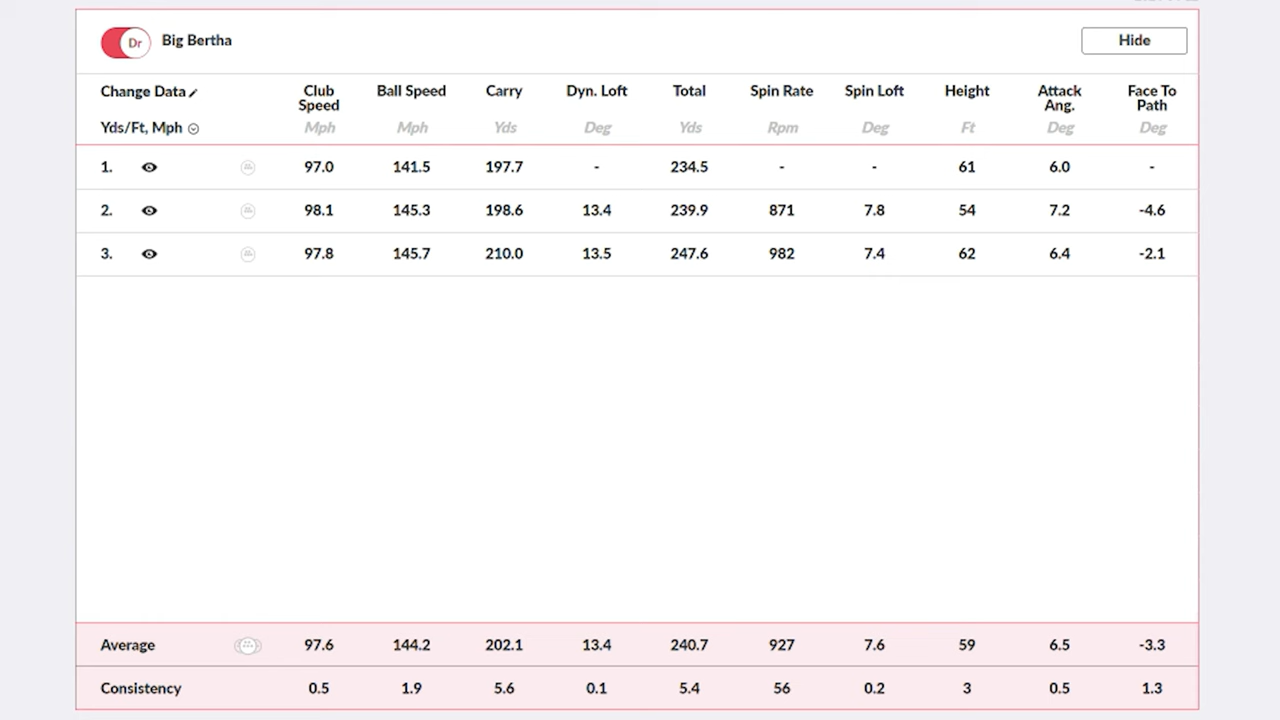 Dr Big Bertha Hide
Change Data Club Speed Ball Speed Carry Dyn. Loft Total Spin Rate Spin Loft Height Attack Ang. Face To Path
Yds/Ft, Mph Mph Mph Yds Deg Yds Rpm Deg Ft Deg Deg
1. 97.0 141.5 197.7 - 234.5 - - 61 6.0 -
2. 98.1 145.3 198.6 13.4 239.9 871 7.8 54 7.2 -4.6
3. 97.8 145.7 210.0 13.5 247.6 982 7.4 62 6.4 -2.1
Average 97.6 144.2 202.1 13.4 240.7 927 7.6 59 6.5 -3.3
Consistency 0.5 1.9 5.6 0.1 5.4 56 0.2 3 0.5 1.3